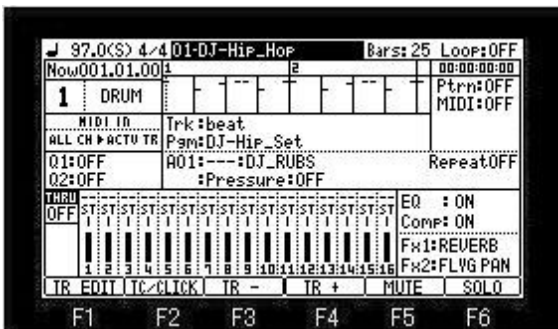 ♩ 97.0(S) 4/4 01-DJ-Hip_Hop Bars: 25 Loop:OFF
Now001.01.00 1 2 00:00:00:00
1 DRUM Ptrn:OFF
MIDI:OFF
MIDI IN Trk:beat
ALL CH▶ACTV TR Pgm:DJ-Hip_Set
Q1:OFF A01:---:DJ_RUBS RepeatOFF
Q2:OFF :Pressure:OFF
THRU
OFF ST ST ST ST ST ST ST ST ST ST ST ST ST ST ST ST EQ : ON
Comp: ON
Fx1:REVERB
1 2 3 4 5 6 7 8 9 10 11 12 13 14 15 16 Fx2:FLVG PAN
TR EDIT TC/CLICK TR - TR + MUTE SOLO
F1 F2 F3 F4 F5 F6